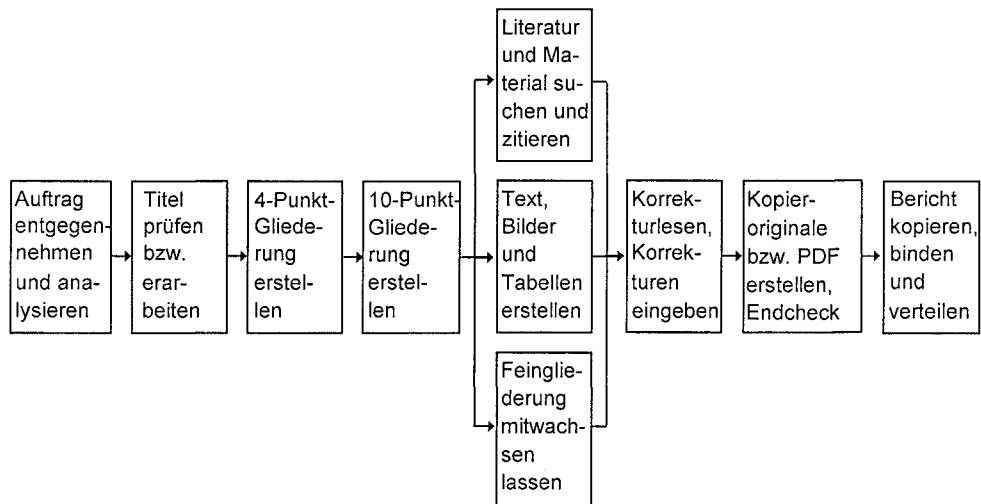 Auftrag
entgegen-
nehmen
und ana-
lysieren
Titel
prüfen
bzw.
erar-
beiten
4-Punkt-
Gliede-
rung
erstel-
len
10-Punkt-
Gliede-
rung
erstel-
len
Literatur
und Ma-
terial su-
chen und
zitieren
Text,
Bilder
und
Tabellen
erstellen
Feinglie-
derung
mitwach-
sen
lassen
Korrek-
turlesen,
Korrek-
turen
eingeben
Kopier-
originale
bzw. PDF
erstellen,
Endcheck
Bericht
kopieren,
binden
und
verteilen